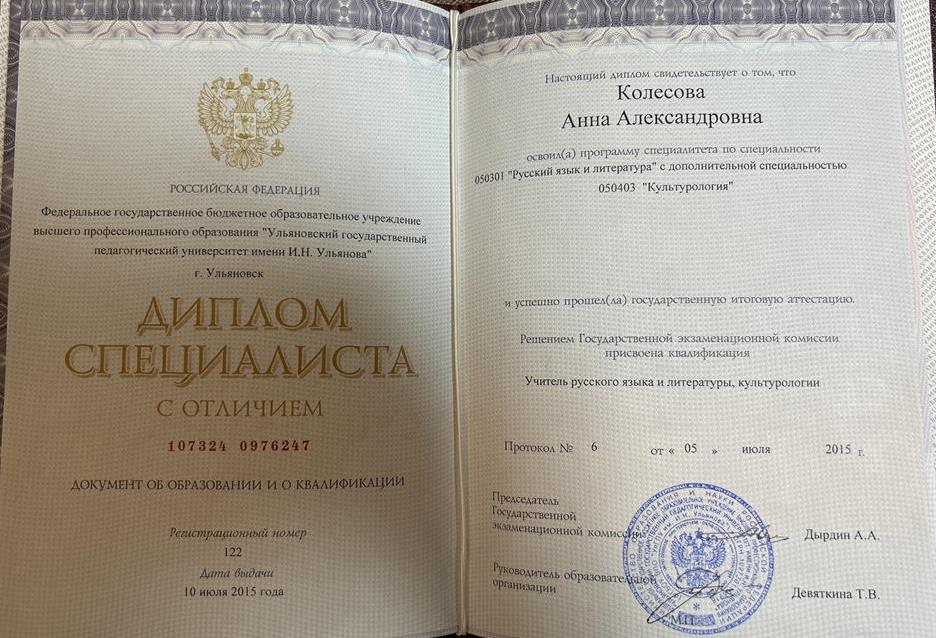 РОССИЙСКАЯ ФЕДЕРАЦИЯ
Федеральное государственное бюджетное образовательное учреждение
высшего профессионального образования "Ульяновский государственный
педагогический университет имени И.Н. Ульянова"
г. Ульяновск
ДИПЛОМ
СПЕЦИАЛИСТА
С ОТЛИЧИЕМ
107324 0976247
ДОКУМЕНТ ОБ ОБРАЗОВАНИИ И О КВАЛИФИКАЦИИ
Регистрационный номер
122
Дата выдачи
10 июля 2015 года
Настоящий диплом свидетельствует о том, что
Колесова
Анна Александровна
освоил(а) программу специалитета по специальности
050301 "Русский язык и литература" с дополнительной специальностью
050403 "Культурология"
и успешно прошел(ла) государственную итоговую аттестацию.
Решением Государственной экзаменационной комиссии
присвоена квалификация
Учитель русского языка и литературы, культурологии
Протокол № 6 от « 05 » июля 2015 г.
Председатель
Государственной
экзаменационной комиссии
Дырдин А.А.
Руководитель образовательной
организации
Девяткина Т.В.
М.П.